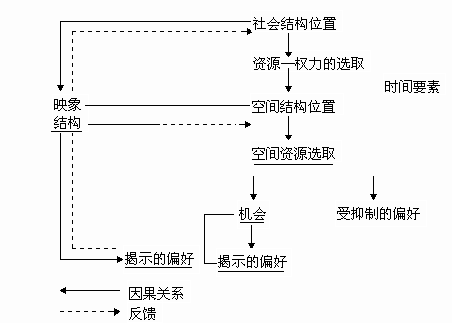 社会结构位置
资源—权力的选取
时间要素
映象
结构
空间结构位置
空间资源选取
机会
受抑制的偏好
揭示的偏好
揭示的偏好
因果关系
反馈